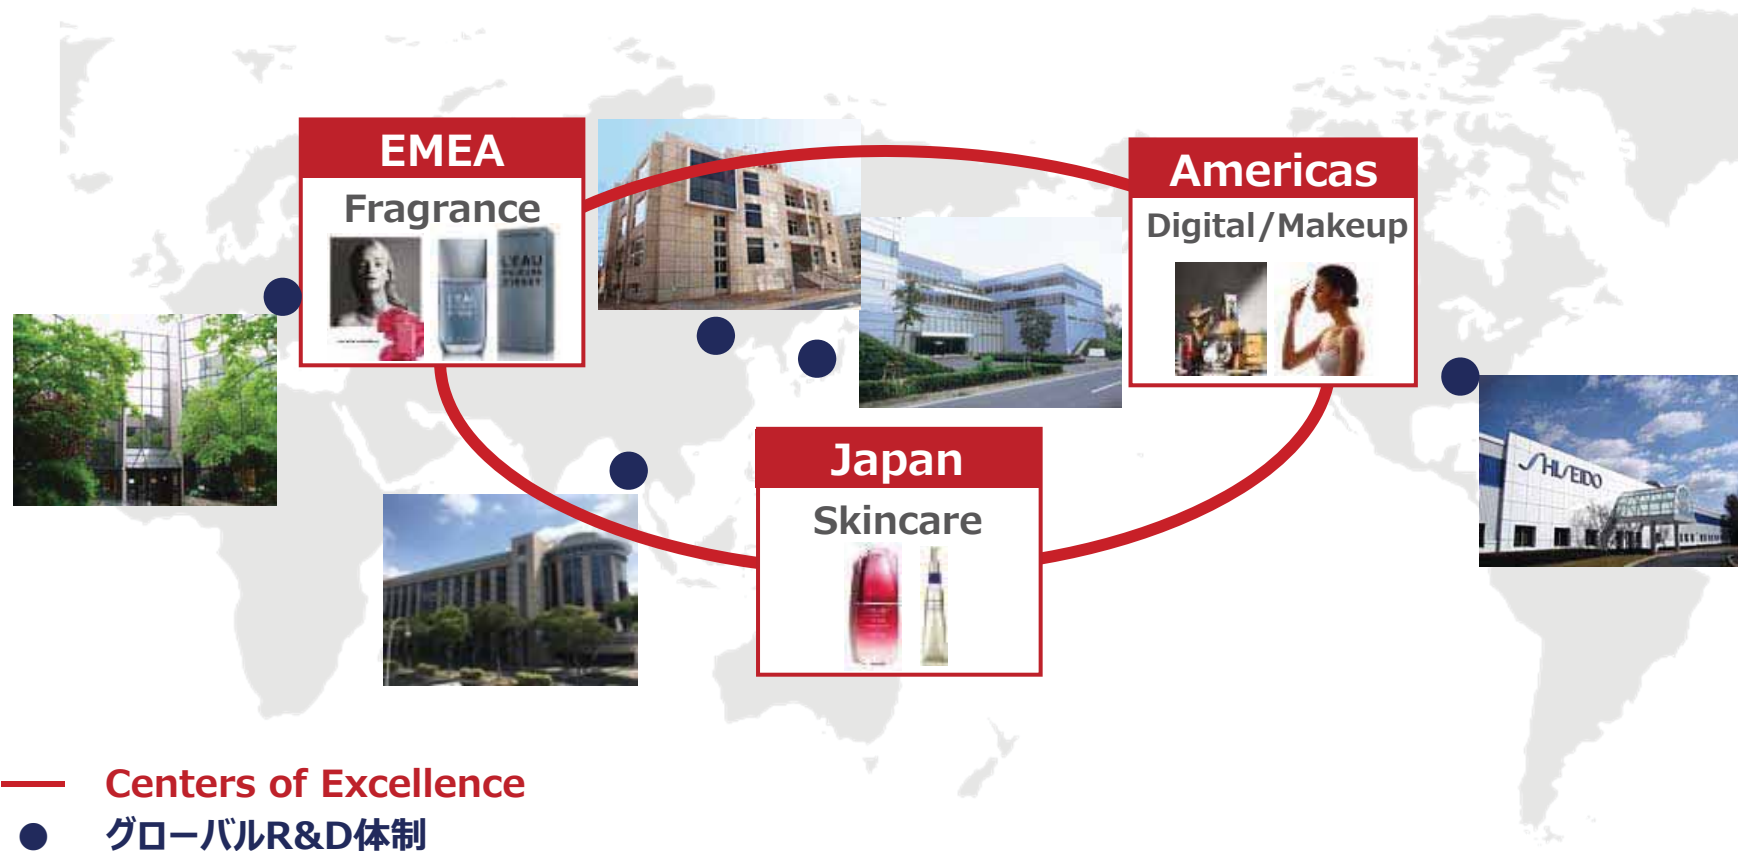 EMEA
Fragrance
L'EAU
Americas
Digital/Makeup
SHISEIDO
Japan
Skincare
Centers of Excellence
グローバルR&D体制